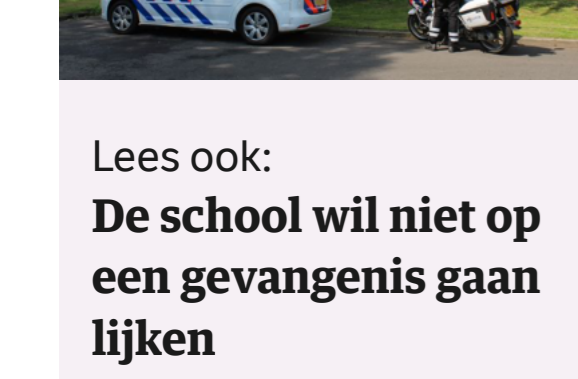 Lees ook:
De school wil niet op
een gevangenis gaan
lijken